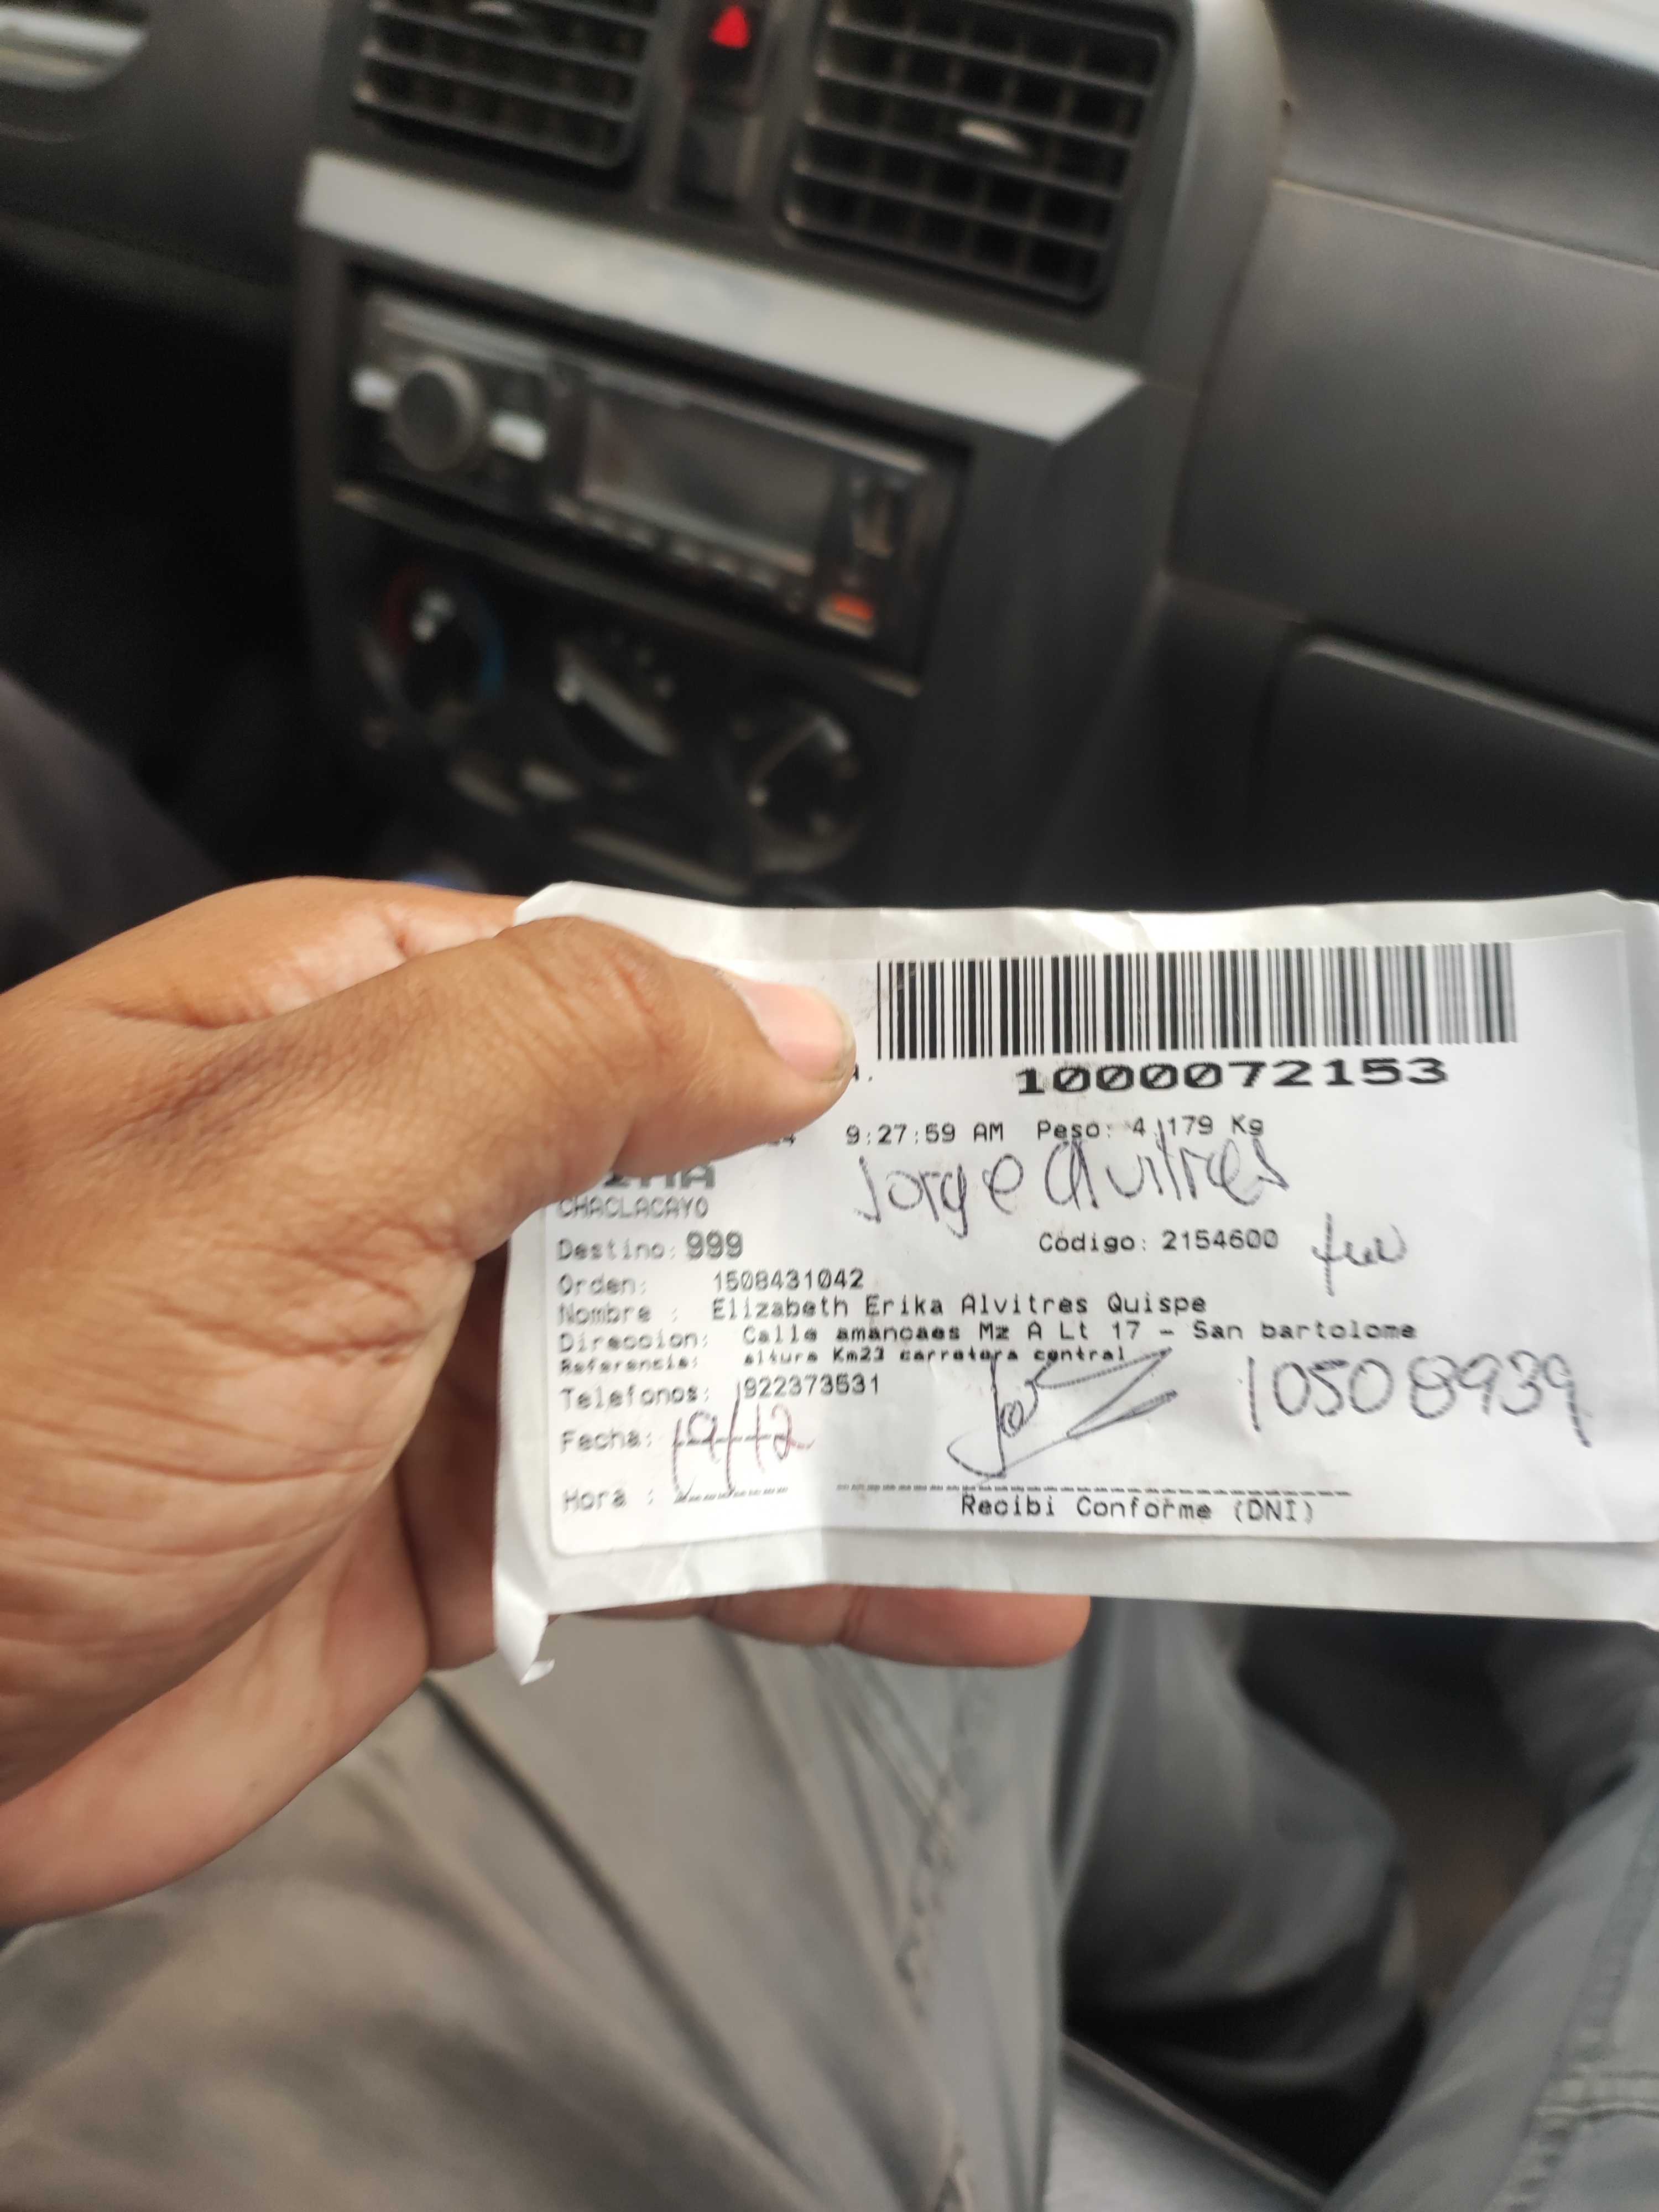 1000072153
9:27:59 AM Peso: 4.179 Kg
Jorge Alvitres
CHACLACAYO
Destino: 999
Código: 2154600
Orden: 1508431042
Nombre : Elizabeth Erika Alvitres Quispe
Direccion: Calle amancaes Mz A Lt 17 - San bartolome
Referencia: altura Km23 carretera central
Telefonos: 922373531
10508939
Fecha: 19/12
Hora :
Recibi Conforme (DNI)